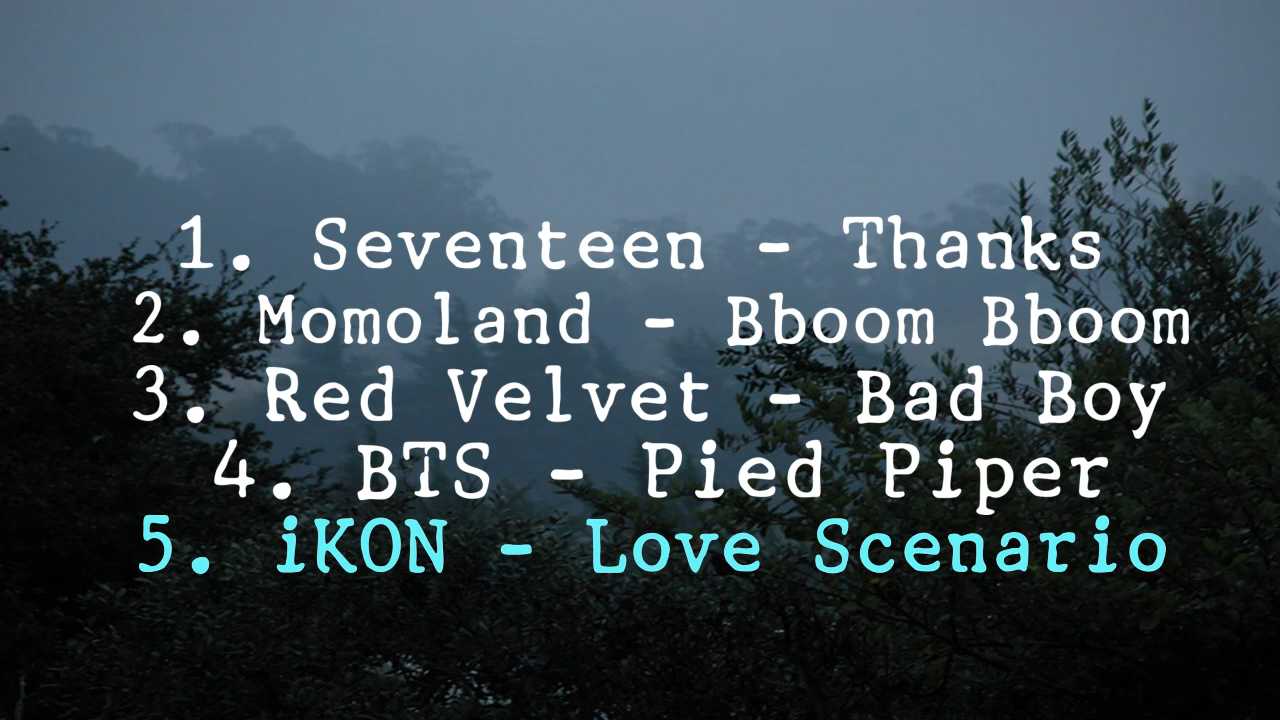 1. Seventeen - Thanks
2. Momoland - Bboom Bboom
3. Red Velvet - Bad Boy
4. BTS - Pied Piper
5. iKON - Love Scenario